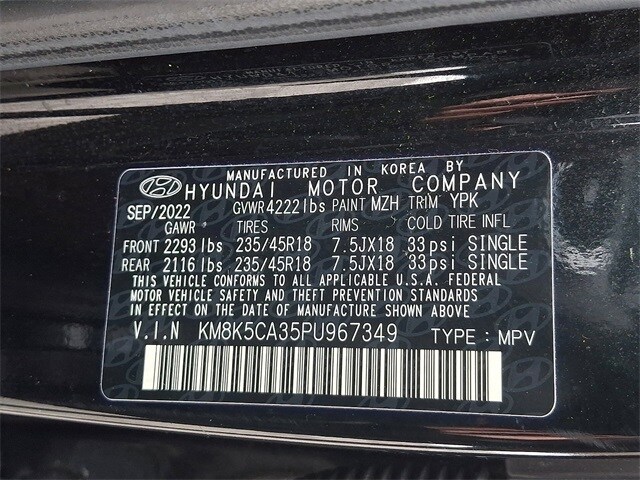 MANUFACTURED IN KOREA BY
HYUNDAI MOTOR COMPANY
SEP/2022 GVWR 4222lbs PAINT MZH TRIM YPK
GAWR TIRES RIMS COLD TIRE INFL
FRONT 2293lbs 235/45R18 7.5JX18 33psi SINGLE
REAR 2116lbs 235/45R18 7.5JX18 33psi SINGLE
THIS VEHICLE CONFORMS TO ALL APPLICABLE U.S.A. FEDERAL
MOTOR VEHICLE SAFETY AND THEFT PREVENTION STANDARDS
IN EFFECT ON THE DATE OF MANUFACTURE SHOWN ABOVE.
V.I.N KM8K5CA35PU967349 TYPE: MPV